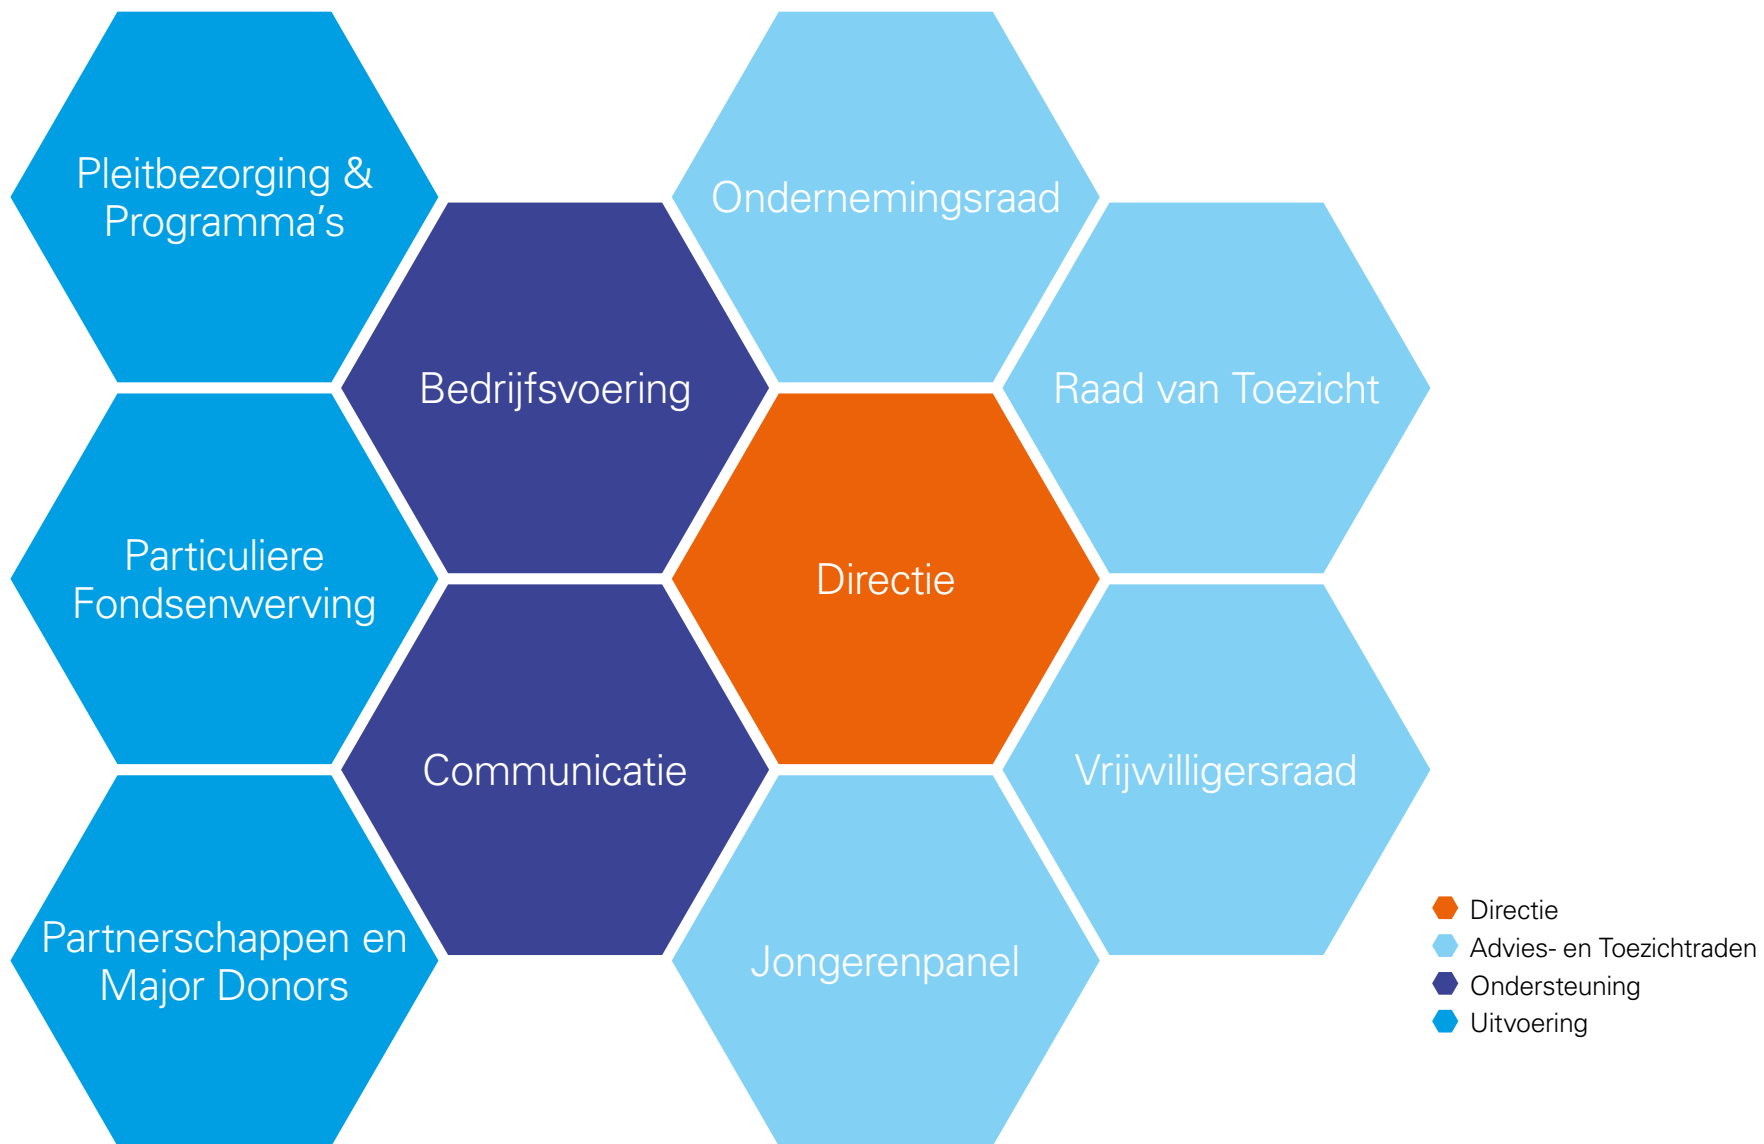 Pleitbezorging &
Programma's
Ondernemingsraad
Bedrijfsvoering
Raad van Toezicht
Particuliere
Fondsenwerving
Directie
Communicatie
Vrijwilligersraad
Partnerschappen en
Major Donors
Jongerenpanel
Directie
Advies- en Toezichtraden
Ondersteuning
Uitvoering